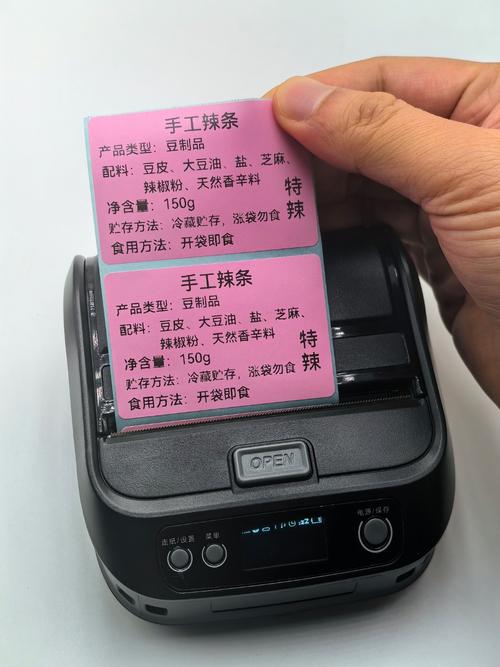 手工辣条
产品类型：豆制品
配料：豆皮、大豆油、盐、芝麻、
辣椒粉、天然香辛料
净含量：150g
贮存方法：冷藏贮存，涨袋勿食
食用方法：开袋即食
特辣
手工辣条
产品类型：豆制品
配料：豆皮、大豆油、盐、芝麻、
辣椒粉、天然香辛料
净含量：150g
贮存方法：冷藏贮存，涨袋勿食
食用方法：开袋即食
特辣
OPEN
走纸/设置
菜单
电源/保存